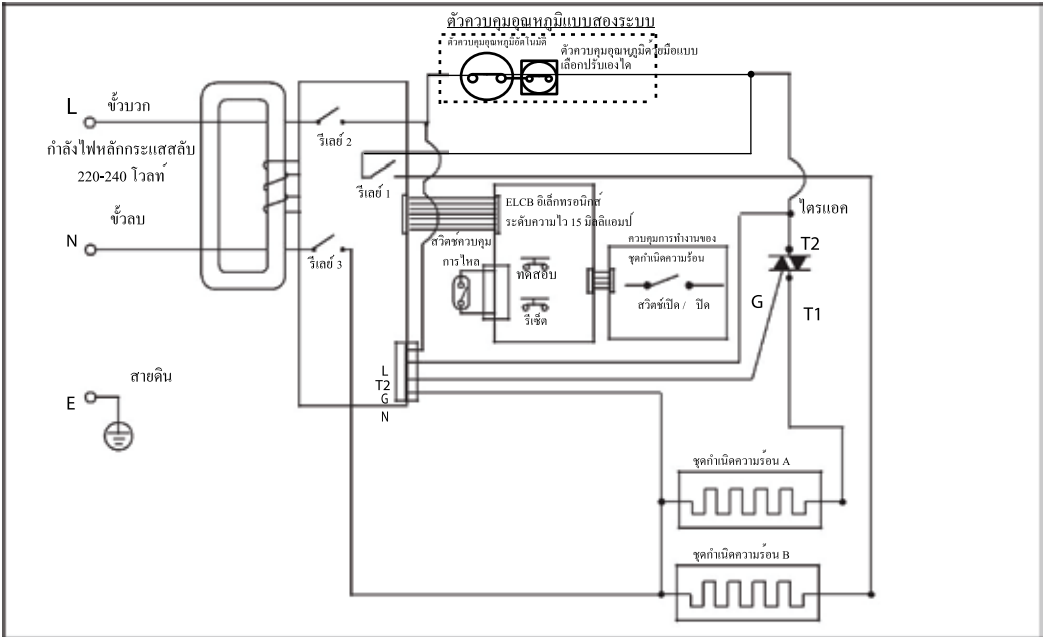 ตัวควบคุมอุณหภูมิแบบสองระบบ
ตัวควบคุมอุณหภูมิอัตโนมัติ
ตัวควบคุมอุณหภูมิด้วยมือแบบ
เลือกปรับเองได้
L
ขั้วบวก
กำลังไฟหลักกระแสสลับ
220-240 โวลท์
ขั้วลบ
N
รีเลย์ 2
รีเลย์ 1
รีเลย์ 3
ELCB อิเล็กทรอนิกส์
ระดับความไว 15 มิลลิแอมป์
สวิตช์ควบคุม
การไหล
ทดสอบ
รีเซ็ต
ควบคุมการทำงานของ
ชุดกำเนิดความร้อน
สวิตช์เปิด / ปิด
ไตรแอค
T2
G
T1
สายดิน
E
L
T2
G
N
ชุดกำเนิดความร้อน A
ชุดกำเนิดความร้อน B